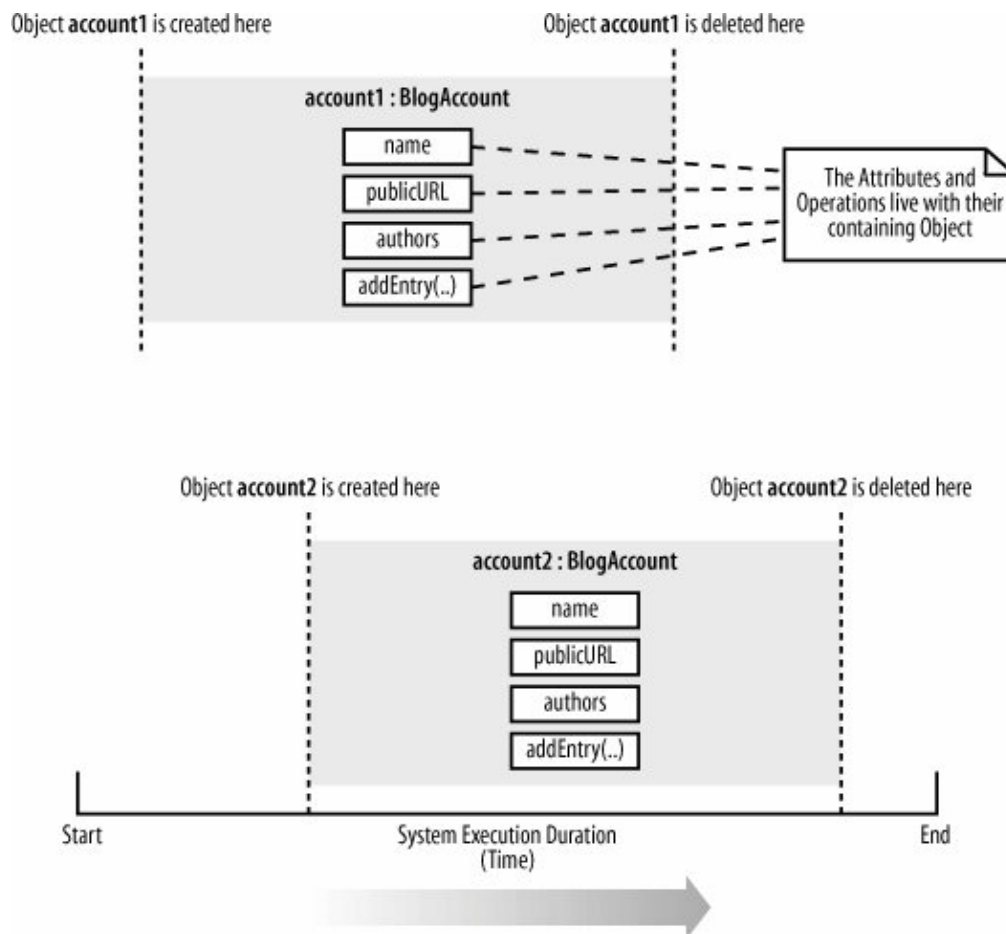 Object account1 is created here
Object account1 is deleted here
account1 : BlogAccount
name
publicURL
authors
addEntry(..)
The Attributes and
Operations live with their
containing Object
Object account2 is created here
Object account2 is deleted here
account2 : BlogAccount
name
publicURL
authors
addEntry(..)
Start
System Execution Duration
(Time)
End